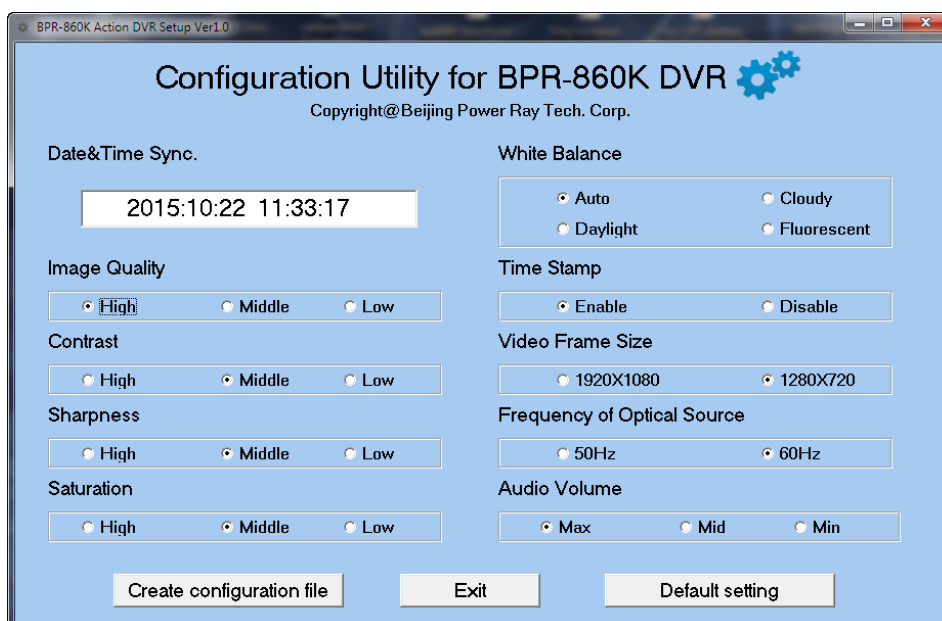 BPR-860K Action DVR Setup Ver1.0
Configuration Utility for BPR-860K DVR
Copyright@Beijing Power Ray Tech. Corp.
Date&Time Sync.
2015:10:22 11:33:17
Image Quality
High Middle Low
Contrast
High Middle Low
Sharpness
High Middle Low
Saturation
High Middle Low
White Balance
Auto Cloudy
Daylight Fluorescent
Time Stamp
Enable Disable
Video Frame Size
1920X1080 1280X720
Frequency of Optical Source
50Hz 60Hz
Audio Volume
Max Mid Min
Create configuration file Exit Default setting